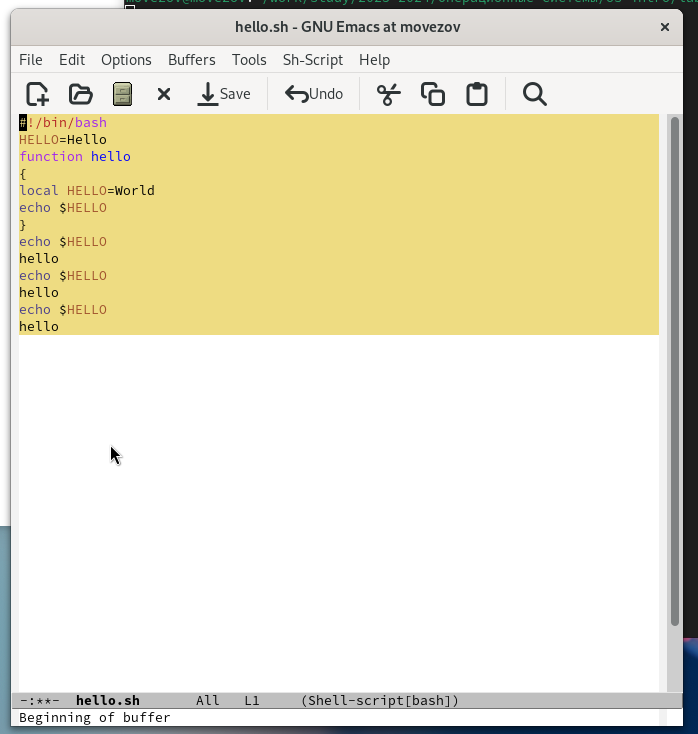 hello.sh - GNU Emacs at movezov
File Edit Options Buffers Tools Sh-Script Help
Save Undo
#!/bin/bash
HELLO=Hello
function hello
{
local HELLO=World
echo $HELLO
}
echo $HELLO
hello
echo $HELLO
hello
echo $HELLO
hello
-:**- hello.sh All L1 (Shell-script[bash])
Beginning of buffer